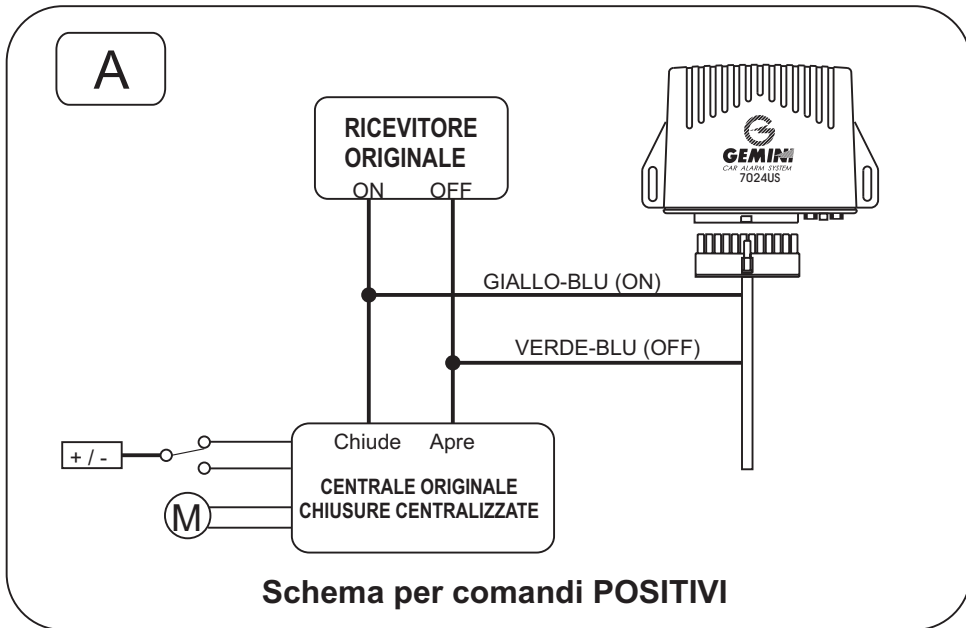 A
RICEVITORE
ORIGINALE
ON OFF
GEMINI
CAR ALARM SYSTEM
7024US
GIALLO-BLU (ON)
VERDE-BLU (OFF)
Chiude Apre
+ / -
CENTRALE ORIGINALE
CHIUSURE CENTRALIZZATE
M
Schema per comandi POSITIVI